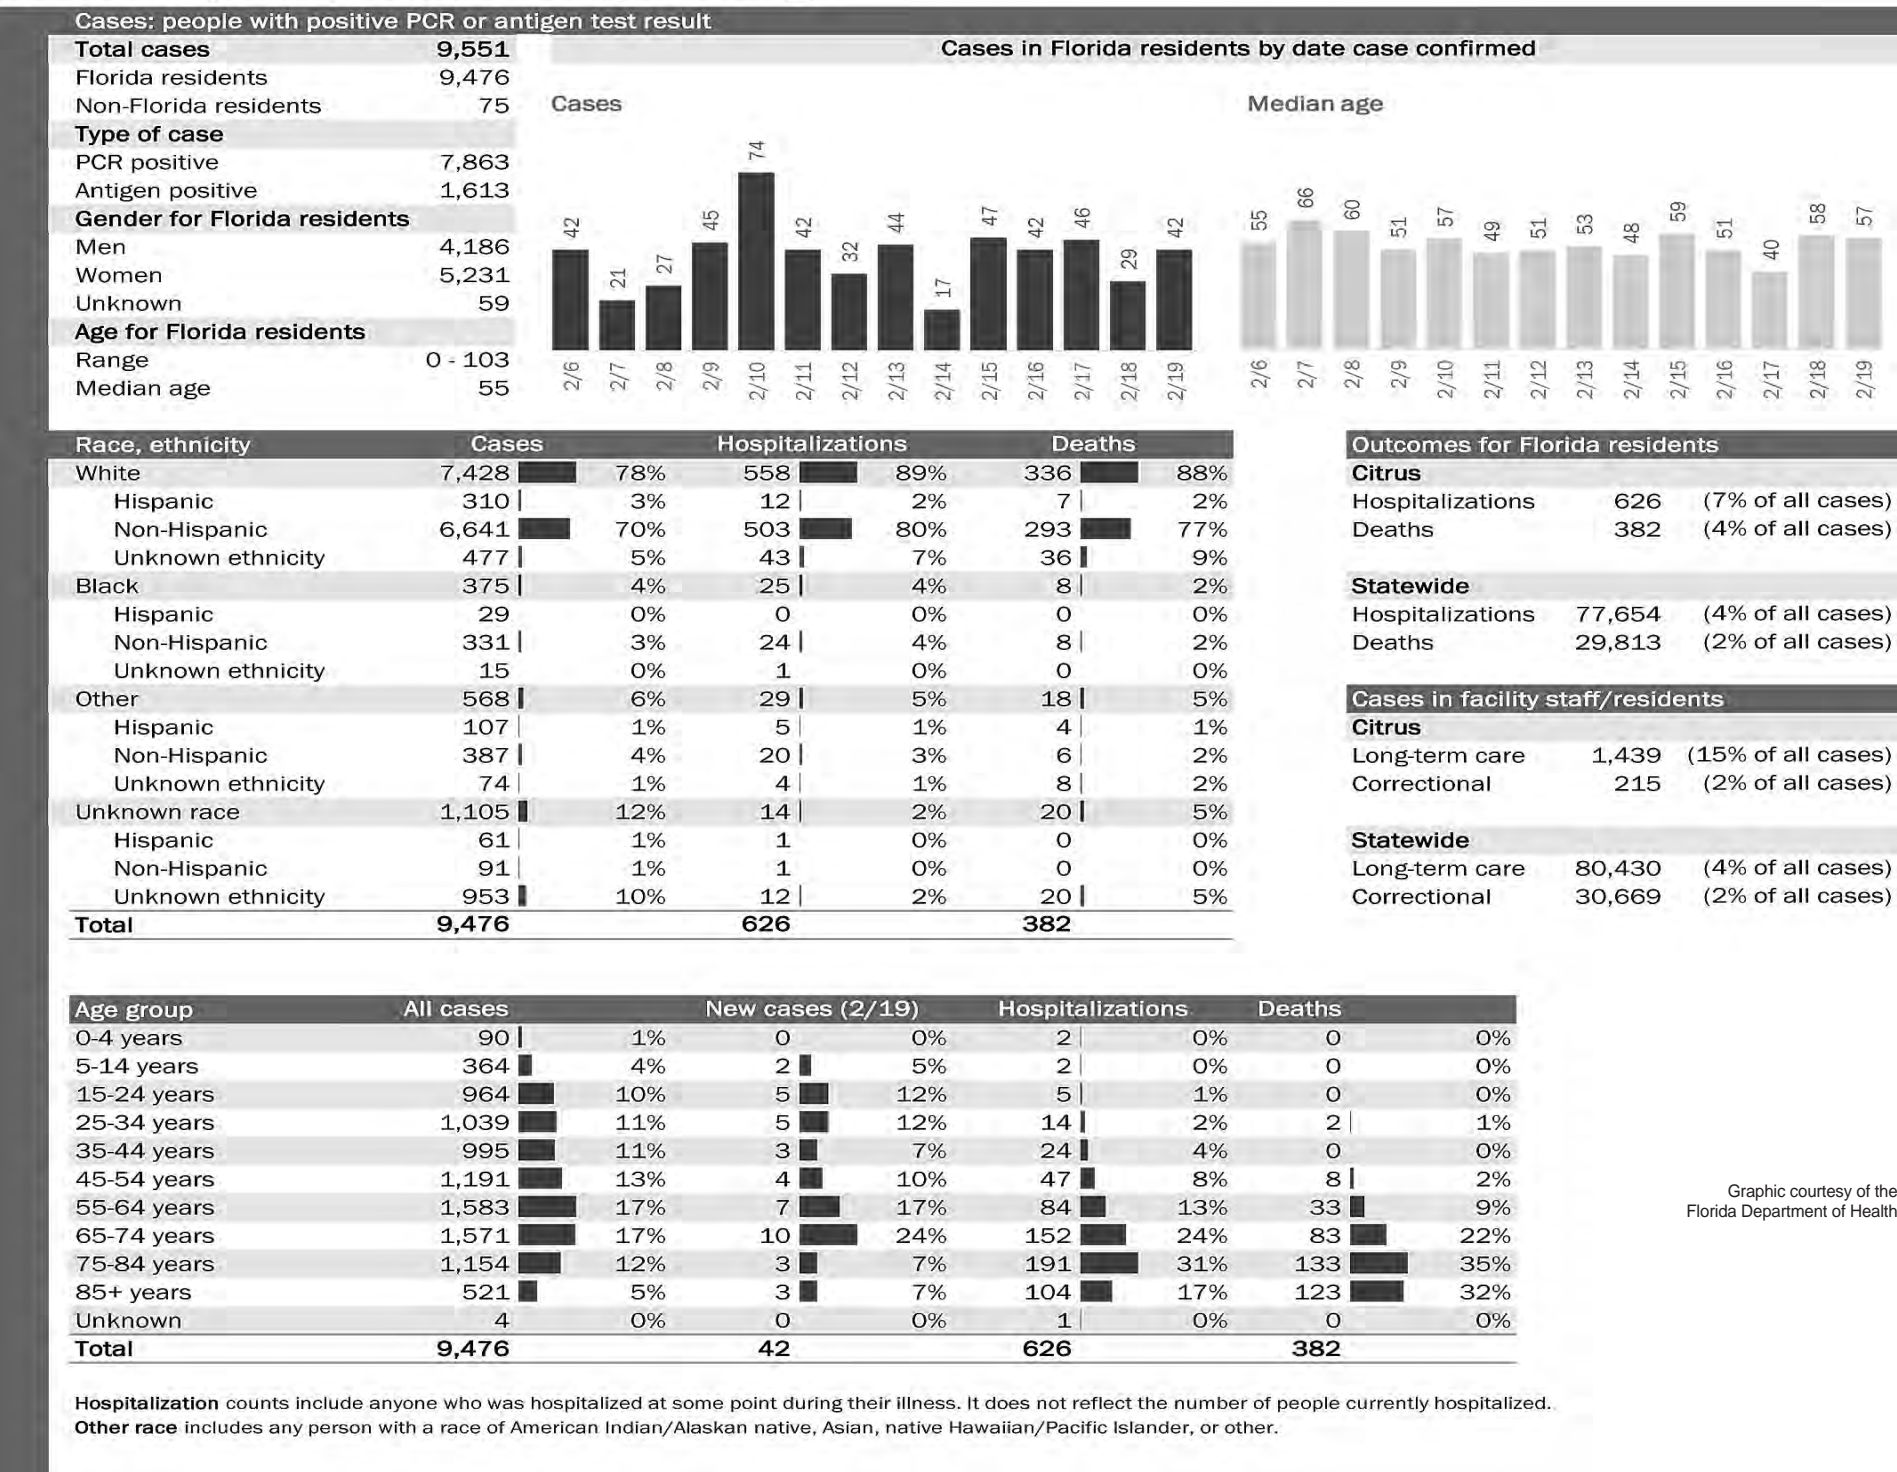 Cases: people with positive PCR or antigen test result
Total cases 9,551
Florida residents 9,476
Non-Florida residents 75
Type of case
PCR positive 7,863
Antigen positive 1,613
Gender for Florida residents
Men 4,186
Women 5,231
Unknown 59
Age for Florida residents
Range 0 - 103
Median age 55
Cases in Florida residents by date case confirmed
Cases
42 21 27 45 74 42 32 44 17 47 42 46 29 42
2/6 2/7 2/8 2/9 2/10 2/11 2/12 2/13 2/14 2/15 2/16 2/17 2/18 2/19
Median age
55 66 60 51 57 49 51 53 48 59 51 40 58 57
2/6 2/7 2/8 2/9 2/10 2/11 2/12 2/13 2/14 2/15 2/16 2/17 2/18 2/19
Race, ethnicity Cases Hospitalizations Deaths
White 7,428 78% 558 89% 336 88%
Hispanic 310 3% 12 2% 7 2%
Non-Hispanic 6,641 70% 503 80% 293 77%
Unknown ethnicity 477 5% 43 7% 36 9%
Black 375 4% 25 4% 8 2%
Hispanic 29 0% 0 0% 0 0%
Non-Hispanic 331 3% 24 4% 8 2%
Unknown ethnicity 15 0% 1 0% 0 0%
Other 568 6% 29 5% 18 5%
Hispanic 107 1% 5 1% 4 1%
Non-Hispanic 387 4% 20 3% 6 2%
Unknown ethnicity 74 1% 4 1% 8 2%
Unknown race 1,105 12% 14 2% 20 5%
Hispanic 61 1% 1 0% 0 0%
Non-Hispanic 91 1% 1 0% 0 0%
Unknown ethnicity 953 10% 12 2% 20 5%
Total 9,476 626 382
Outcomes for Florida residents
Citrus
Hospitalizations 626 (7% of all cases)
Deaths 382 (4% of all cases)
Statewide
Hospitalizations 77,654 (4% of all cases)
Deaths 29,813 (2% of all cases)
Cases in facility staff/residents
Citrus
Long-term care 1,439 (15% of all cases)
Correctional 215 (2% of all cases)
Statewide
Long-term care 80,430 (4% of all cases)
Correctional 30,669 (2% of all cases)
Age group All cases New cases (2/19) Hospitalizations Deaths
0-4 years 90 1% 0 0% 2 0% 0 0%
5-14 years 364 4% 2 5% 2 0% 0 0%
15-24 years 964 10% 5 12% 5 1% 0 0%
25-34 years 1,039 11% 5 12% 14 2% 2 1%
35-44 years 995 11% 3 7% 24 4% 0 0%
45-54 years 1,191 13% 4 10% 47 8% 8 2%
55-64 years 1,583 17% 7 17% 84 13% 33 9%
65-74 years 1,571 17% 10 24% 152 24% 83 22%
75-84 years 1,154 12% 3 7% 191 31% 133 35%
85+ years 521 5% 3 7% 104 17% 123 32%
Unknown 4 0% 0 0% 1 0% 0 0%
Total 9,476 42 626 382
Graphic courtesy of the
Florida Department of Health
Hospitalization counts include anyone who was hospitalized at some point during their illness. It does not reflect the number of people currently hospitalized.
Other race includes any person with a race of American Indian/Alaskan native, Asian, native Hawaiian/Pacific Islander, or other.